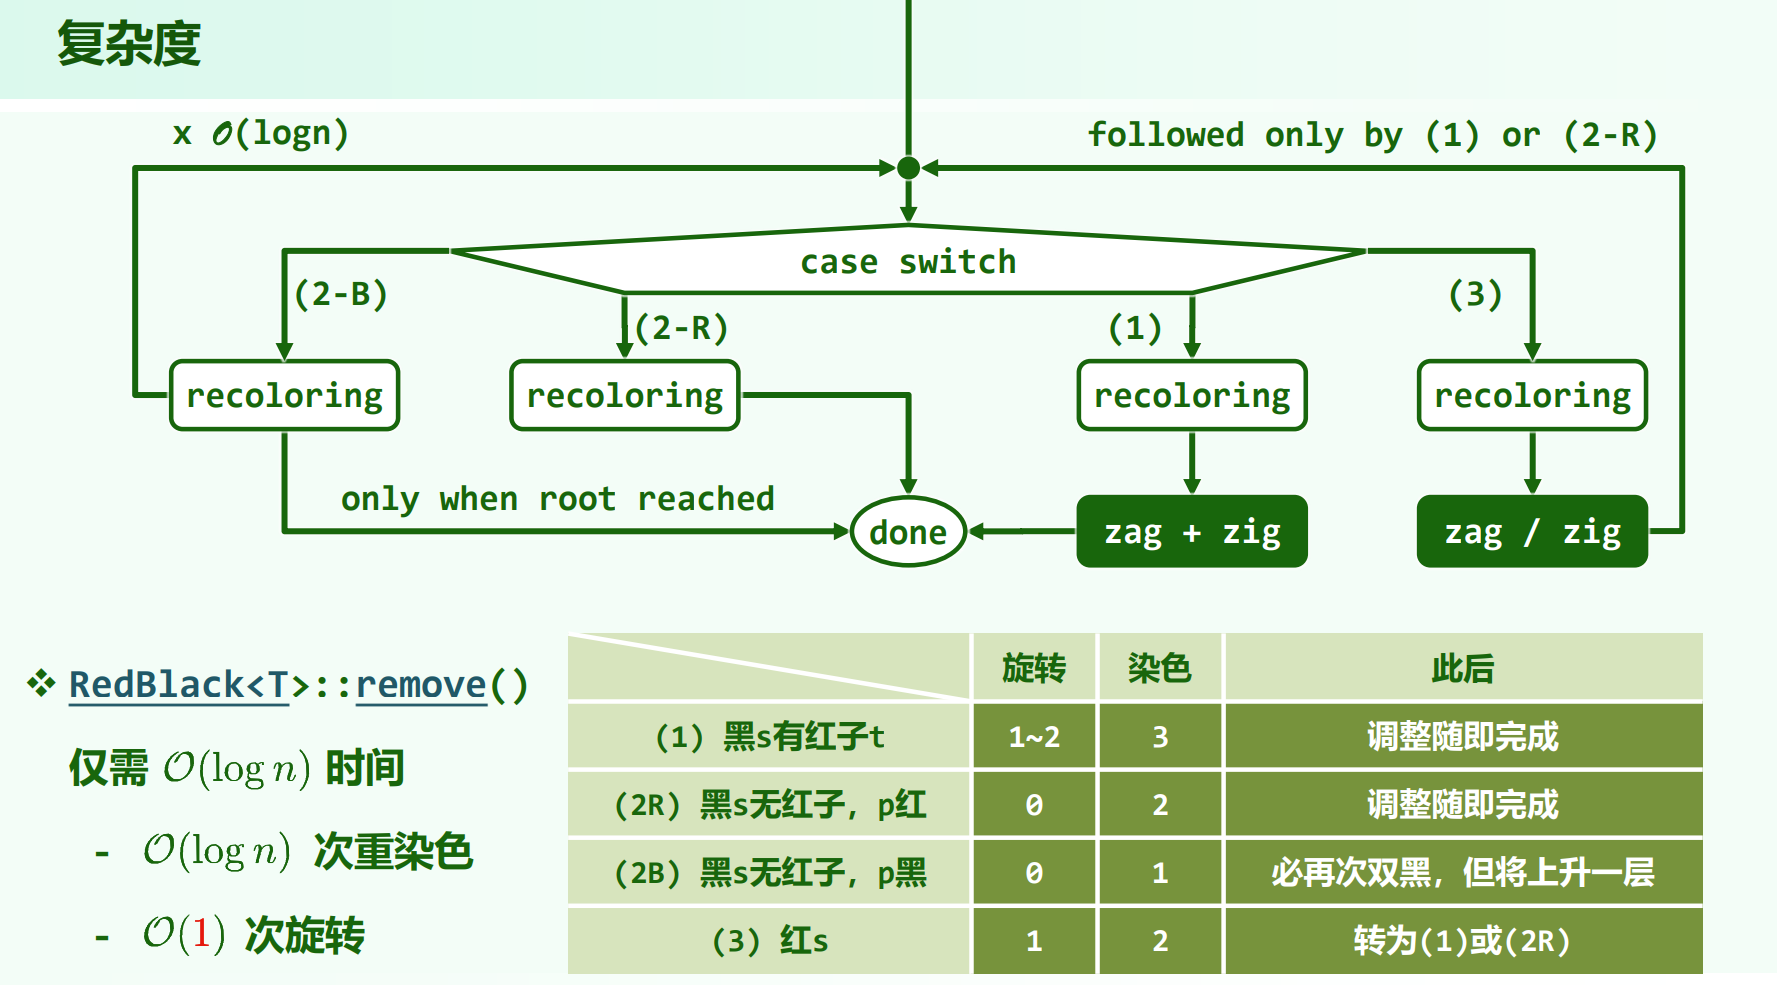 复杂度
x O(logn)
followed only by (1) or (2-R)
case switch
(2-B)
(3)
(2-R)
(1)
recoloring
recoloring
recoloring
recoloring
only when root reached
done
zag + zig
zag / zig
❖ RedBlack<T>::remove()
仅需 O(log n) 时间
- O(log n) 次重染色
- O(1) 次旋转
旋转 染色 此后
(1) 黑s有红子t 1~2 3 调整随即完成
(2R) 黑s无红子，p红 0 2 调整随即完成
(2B) 黑s无红子，p黑 0 1 必再次双黑，但将上升一层
(3) 红s 1 2 转为(1)或(2R)